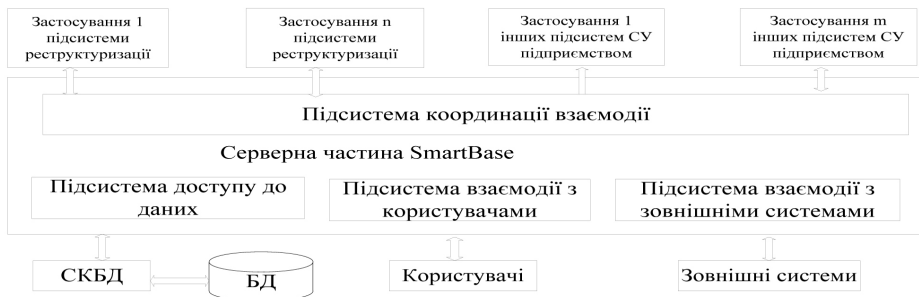 Застосування 1
підсистеми
реструктуризації
Застосування n
підсистеми
реструктуризації
Застосування 1
інших підсистем СУ
підприємством
Застосування m
інших підсистем СУ
підприємством
Підсистема координації взаємодії
Серверна частина SmartBase
Підсистема доступу до
даних
Підсистема взаємодії з
користувачами
Підсистема взаємодії з
зовнішніми системами
СКБД
БД
Користувачі
Зовнішні системи